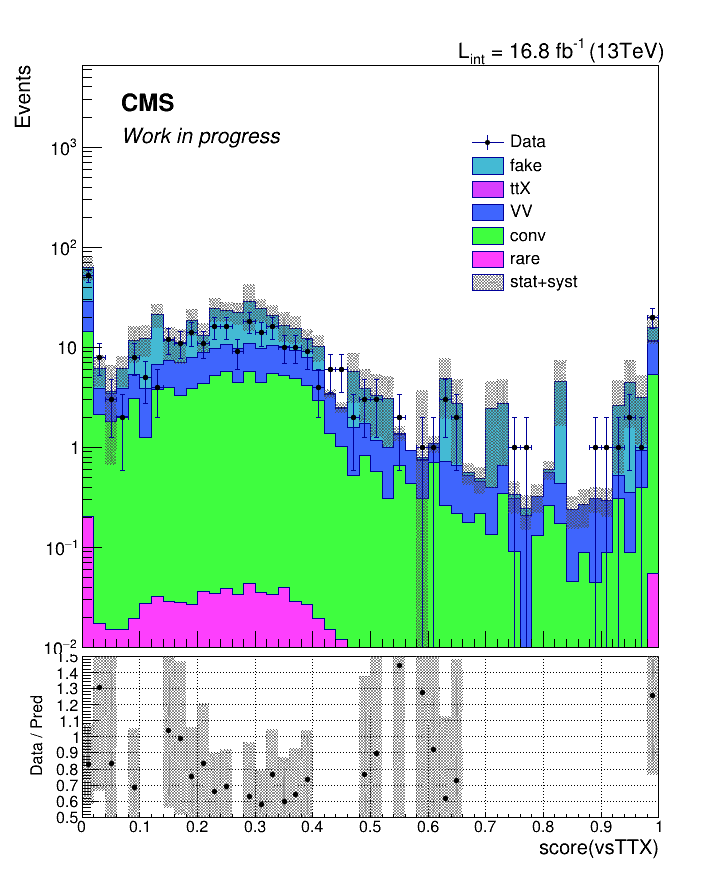 L_int = 16.8 fb^-1 (13TeV)
Events
CMS
Work in progress
Data
fake
ttX
VV
conv
rare
stat+syst
10^3
10^2
10
1
10^-1
10^-2
Data / Pred
1.5
1.4
1.3
1.2
1.1
1
0.9
0.8
0.7
0.6
0.5
0 0.1 0.2 0.3 0.4 0.5 0.6 0.7 0.8 0.9 1
score(vsTTX)